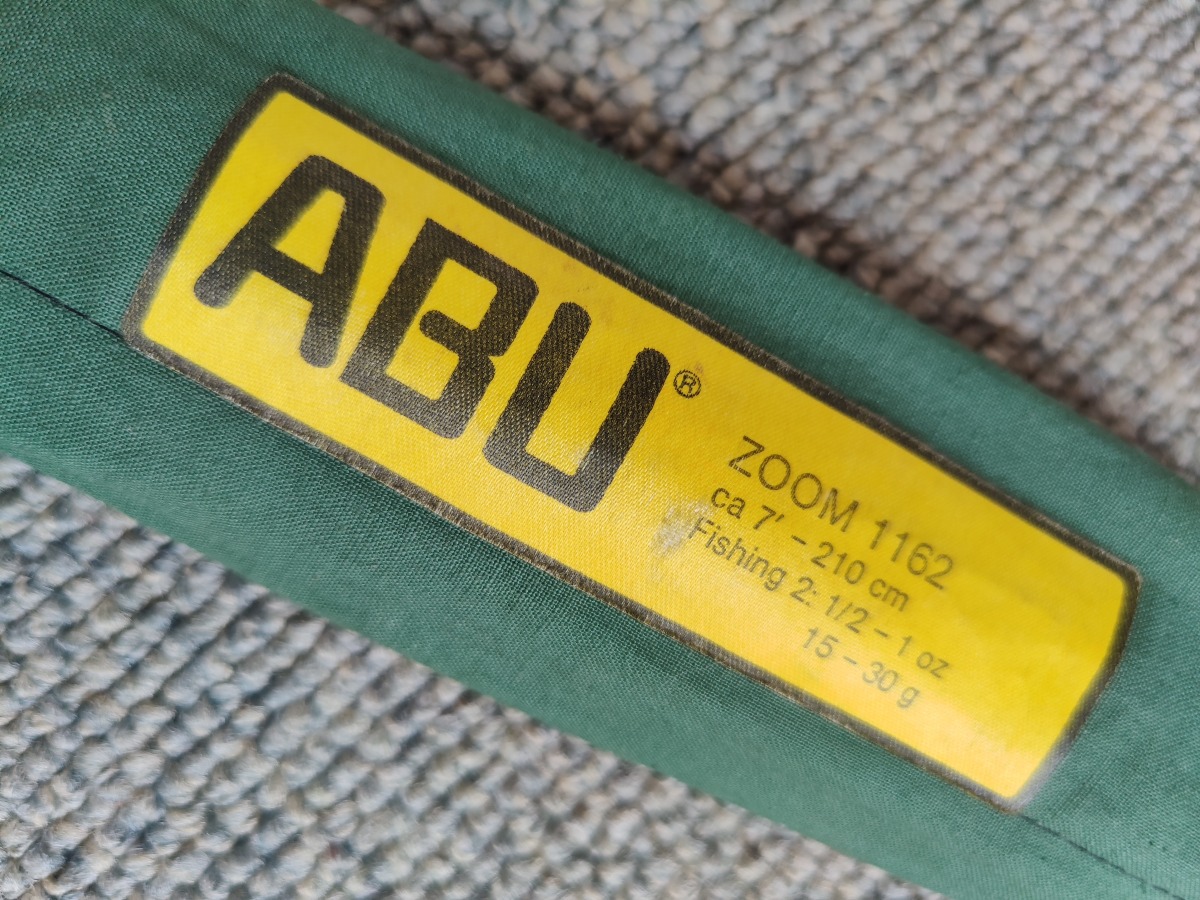 ABU®
ZOOM 1162
ca 7' - 210 cm
Fishing 2: 1/2 - 1 oz
15 - 30 g